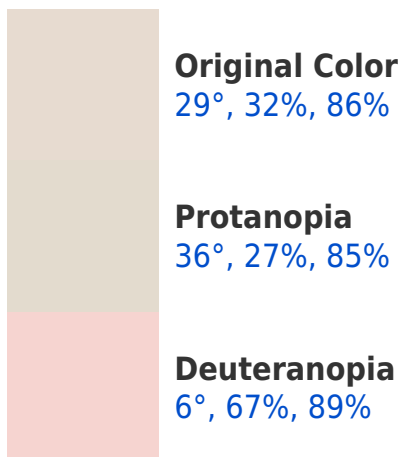 Original Color
29°, 32%, 86%
Protanopia
36°, 27%, 85%
Deuteranopia
6°, 67%, 89%